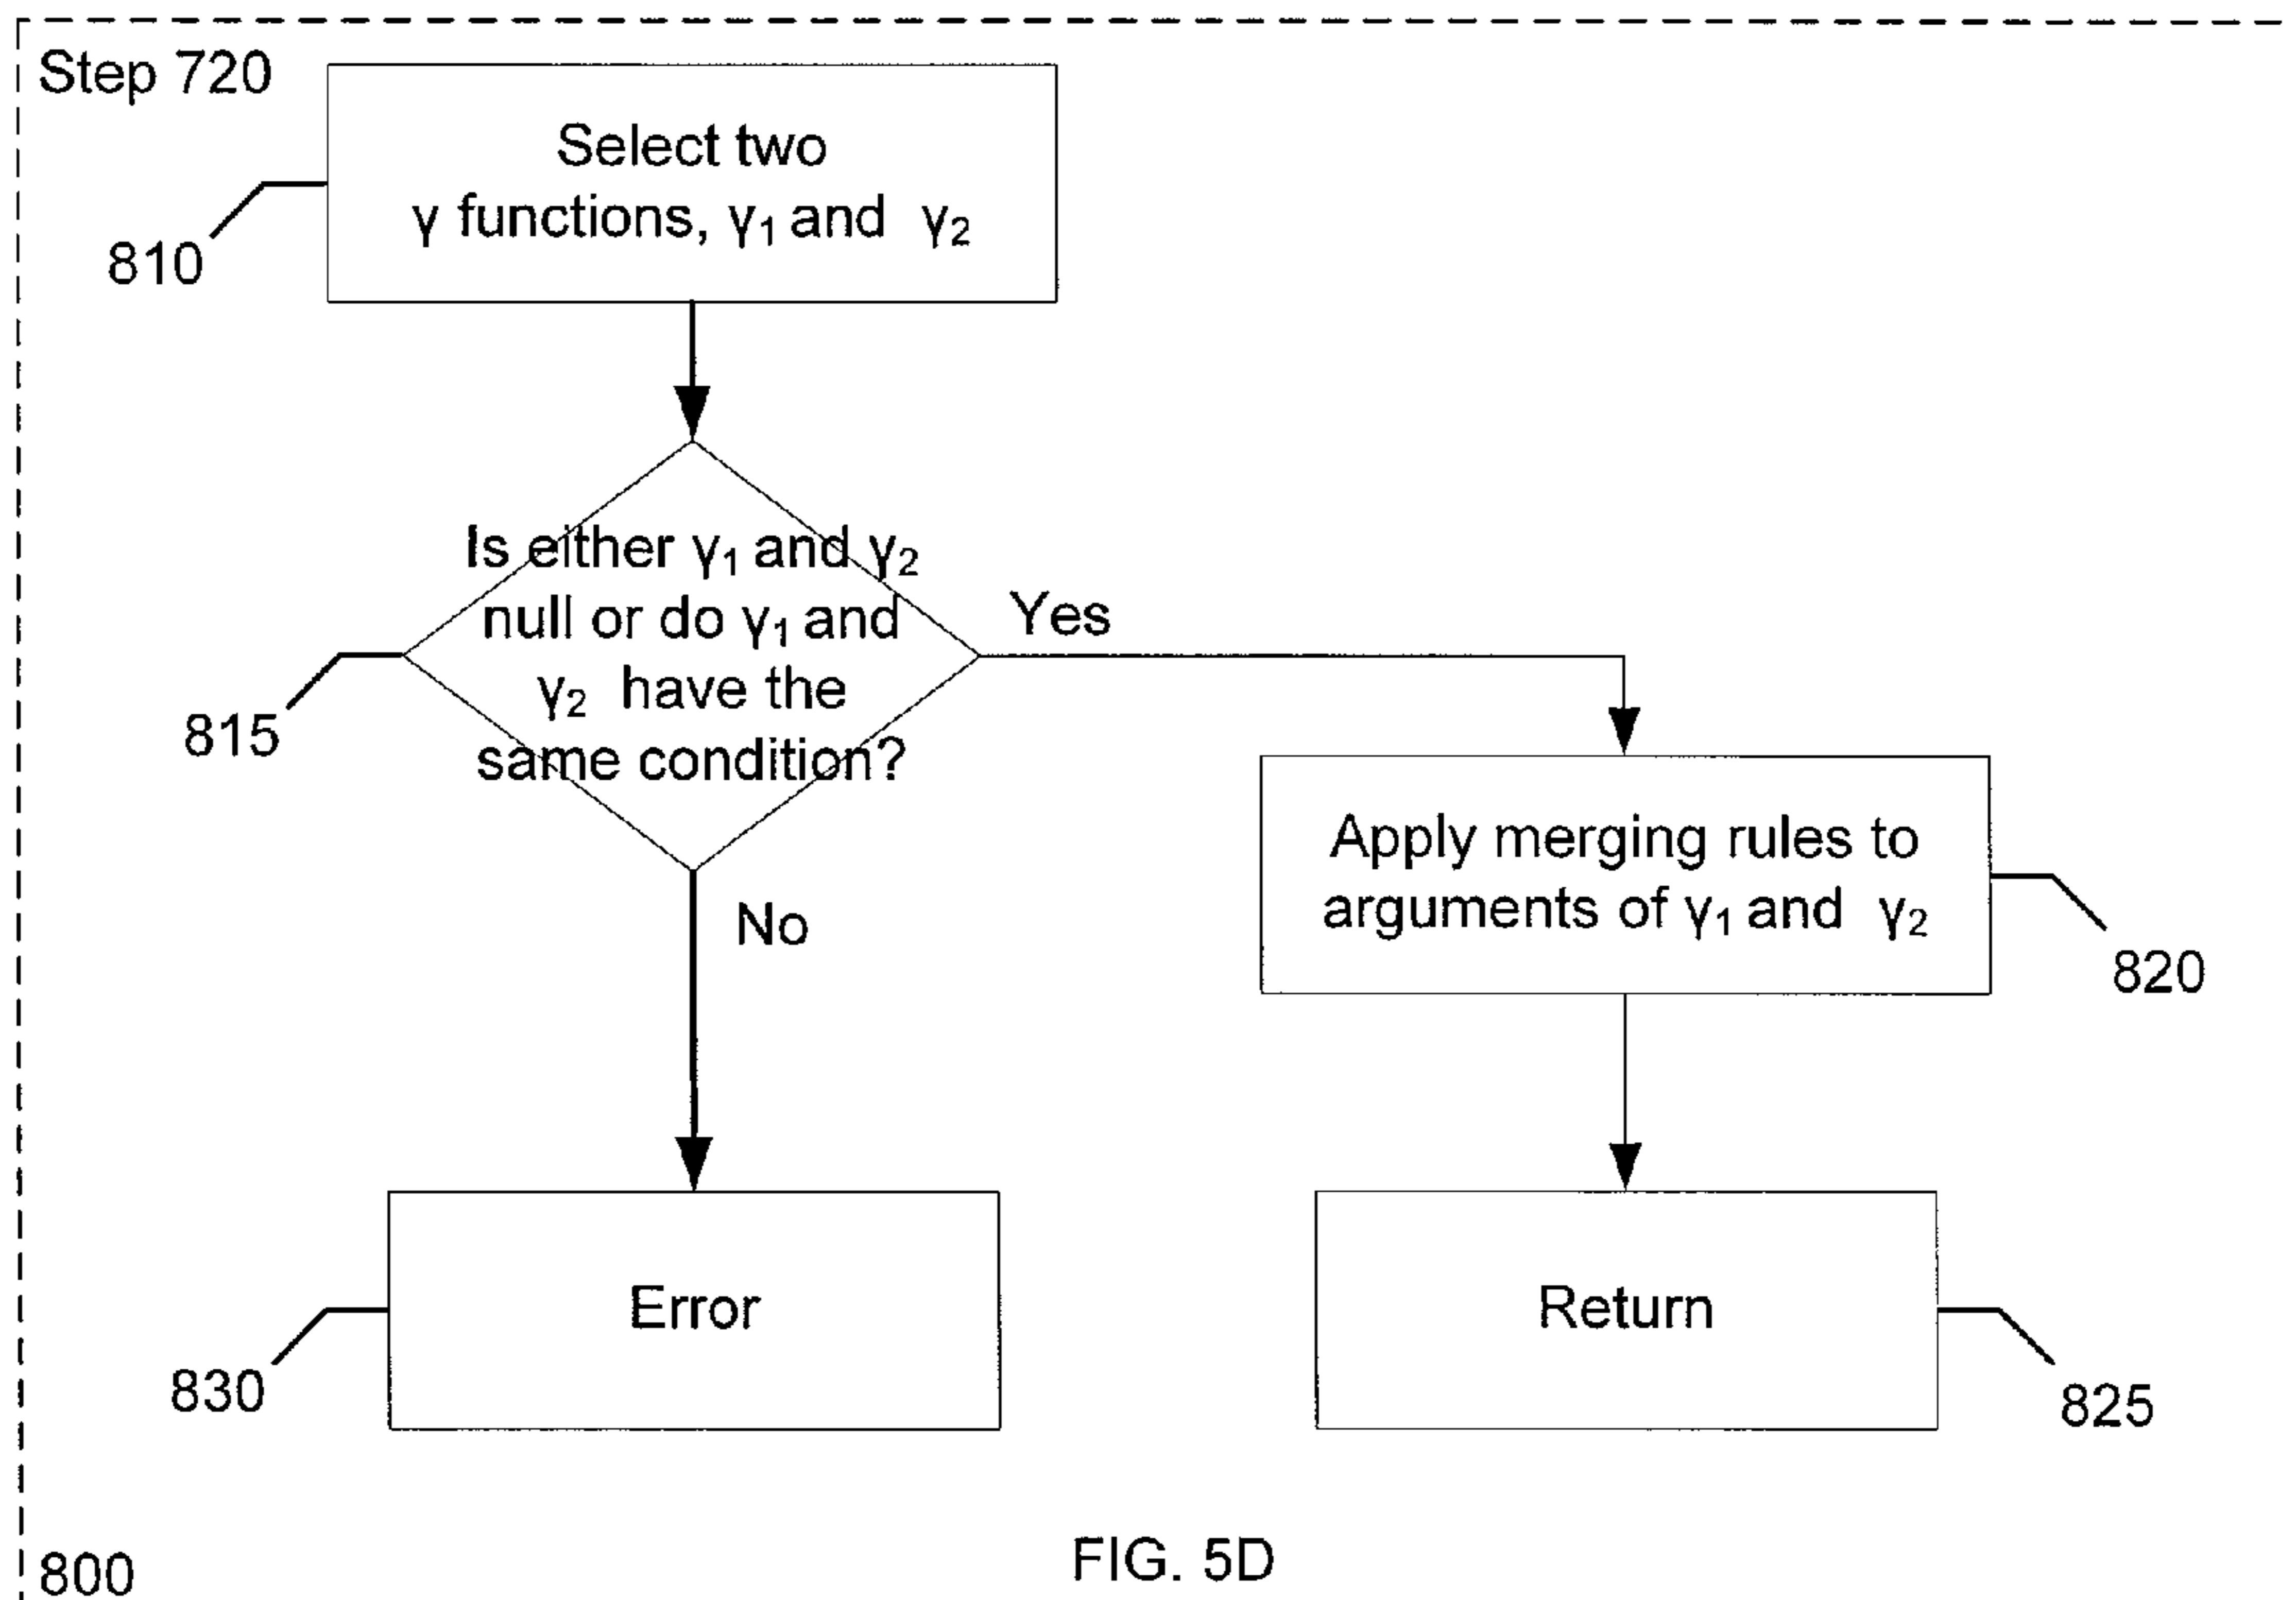 Step 720
Select two
γ functions, γ₁ and γ₂
810
Is either γ₁ and γ₂
null or do γ₁ and
γ₂ have the
same condition?
815
Yes
No
Apply merging rules to
arguments of γ₁ and γ₂
820
Error
830
Return
825
800
FIG. 5D